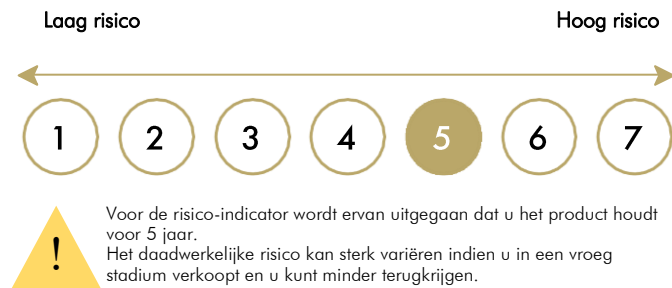 Laag risico Hoog risico
1 2 3 4 5 6 7
!
Voor de risico-indicator wordt ervan uitgegaan dat u het product houdt
voor 5 jaar.
Het daadwerkelijke risico kan sterk variëren indien u in een vroeg
stadium verkoopt en u kunt minder terugkrijgen.